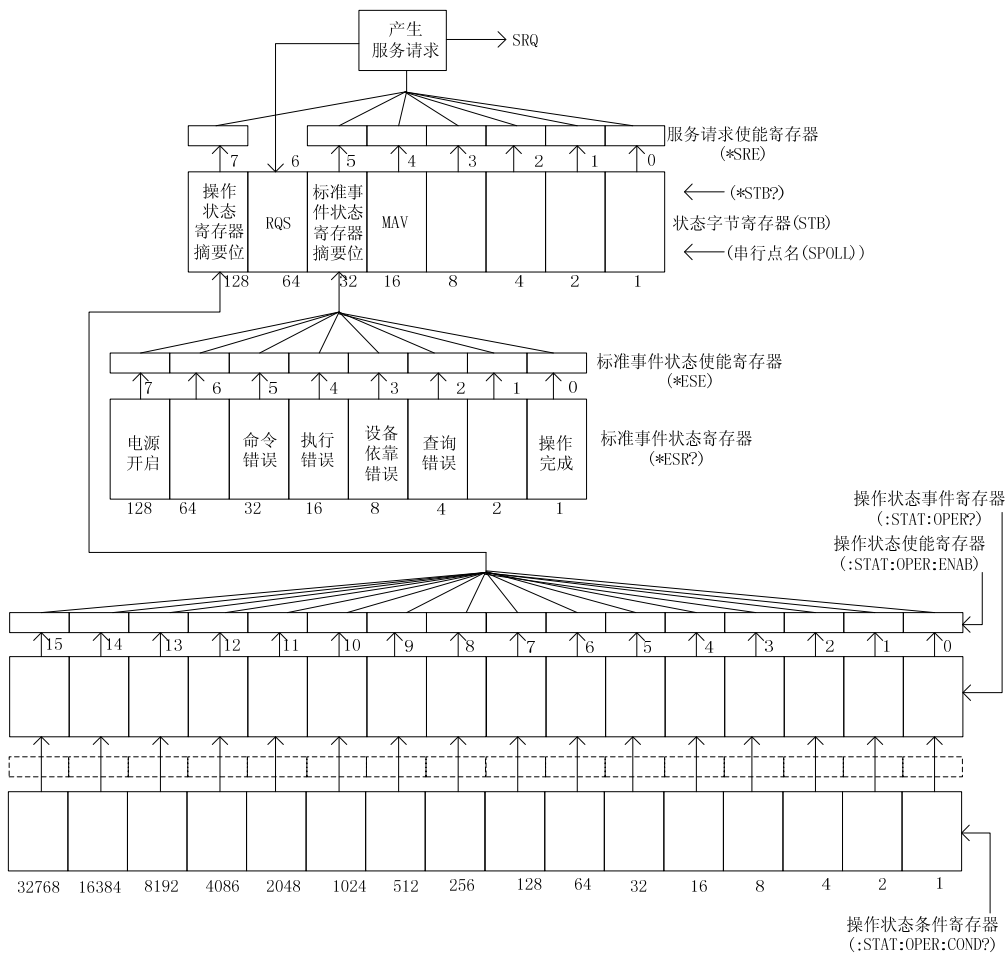 产生
服务请求
SRQ
服务请求使能寄存器
(*SRE)
7 6 5 4 3 2 1 0
操作
状态
寄存器
摘要位
RQS
标准事
件状态
寄存器
摘要位
MAV
(*STB?)
状态字节寄存器(STB)
(串行点名(SPOLL))
128 64 32 16 8 4 2 1
标准事件状态使能寄存器
(*ESE)
7 6 5 4 3 2 1 0
电源
开启
命令
错误
执行
错误
设备
依靠
错误
查询
错误
操作
完成
标准事件状态寄存器
(*ESR?)
128 64 32 16 8 4 2 1
操作状态事件寄存器
(:STAT:OPER?)
操作状态使能寄存器
(:STAT:OPER:ENAB)
15 14 13 12 11 10 9 8 7 6 5 4 3 2 1 0
32768 16384 8192 4086 2048 1024 512 256 128 64 32 16 8 4 2 1
操作状态条件寄存器
(:STAT:OPER:COND?)